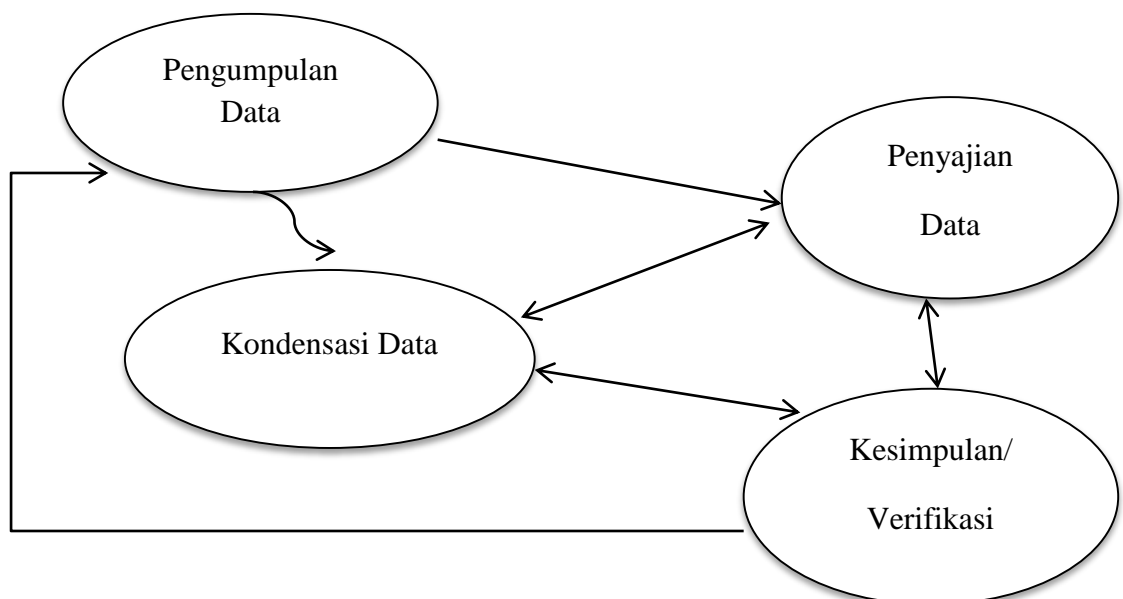 Pengumpulan
Data
Penyajian
Data
Kondensasi Data
Kesimpulan/
Verifikasi